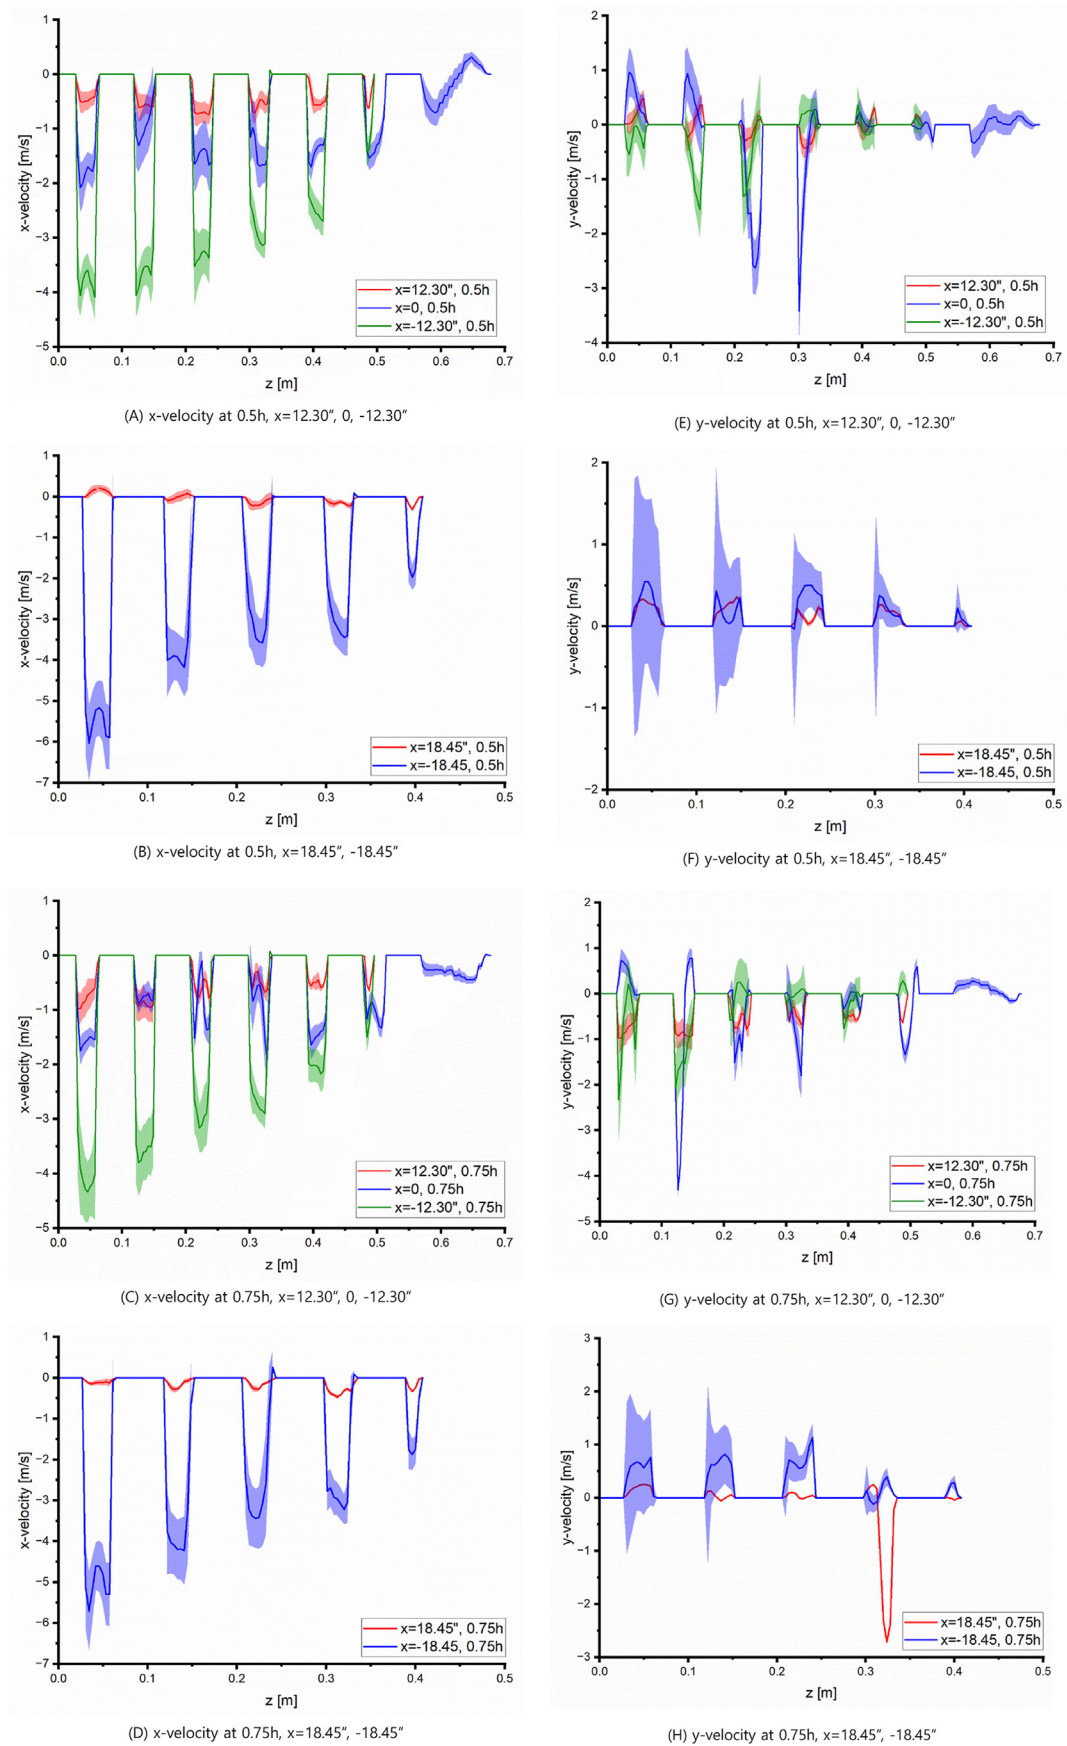 1
0
−1
−2
−3
−4
−5
x-velocity [m/s]
x=12.30", 0.5h
x=0, 0.5h
x=-12.30", 0.5h
0.0 0.1 0.2 0.3 0.4 0.5 0.6 0.7
z [m]
(A) x-velocity at 0.5h, x=12.30″, 0, -12.30″
2
1
0
−1
−2
−3
−4
y-velocity [m/s]
x=12.30", 0.5h
x=0, 0.5h
x=-12.30", 0.5h
0.0 0.1 0.2 0.3 0.4 0.5 0.6 0.7
z [m]
(E) y-velocity at 0.5h, x=12.30″, 0, -12.30″
1
0
−1
−2
−3
−4
−5
−6
−7
x-velocity [m/s]
x=18.45", 0.5h
x=-18.45, 0.5h
0.0 0.1 0.2 0.3 0.4 0.5
z [m]
(B) x-velocity at 0.5h, x=18.45″, -18.45″
2
1
0
−1
−2
y-velocity [m/s]
x=18.45", 0.5h
x=-18.45, 0.5h
0.0 0.1 0.2 0.3 0.4 0.5
z [m]
(F) y-velocity at 0.5h, x=18.45″, -18.45″
1
0
−1
−2
−3
−4
−5
x-velocity [m/s]
x=12.30", 0.75h
x=0, 0.75h
x=-12.30", 0.75h
0.0 0.1 0.2 0.3 0.4 0.5 0.6 0.7
z [m]
(C) x-velocity at 0.75h, x=12.30″, 0, -12.30″
2
1
0
−1
−2
−3
−4
−5
y-velocity [m/s]
x=12.30", 0.75h
x=0, 0.75h
x=-12.30", 0.75h
0.0 0.1 0.2 0.3 0.4 0.5 0.6 0.7
z [m]
(G) y-velocity at 0.75h, x=12.30″, 0, -12.30″
1
0
−1
−2
−3
−4
−5
−6
−7
x-velocity [m/s]
x=18.45", 0.75h
x=-18.45, 0.75h
0.0 0.1 0.2 0.3 0.4 0.5
z [m]
(D) x-velocity at 0.75h, x=18.45″, -18.45″
3
2
1
0
−1
−2
−3
y-velocity [m/s]
x=18.45", 0.75h
x=-18.45, 0.75h
0.0 0.1 0.2 0.3 0.4 0.5
z [m]
(H) y-velocity at 0.75h, x=18.45″, -18.45″